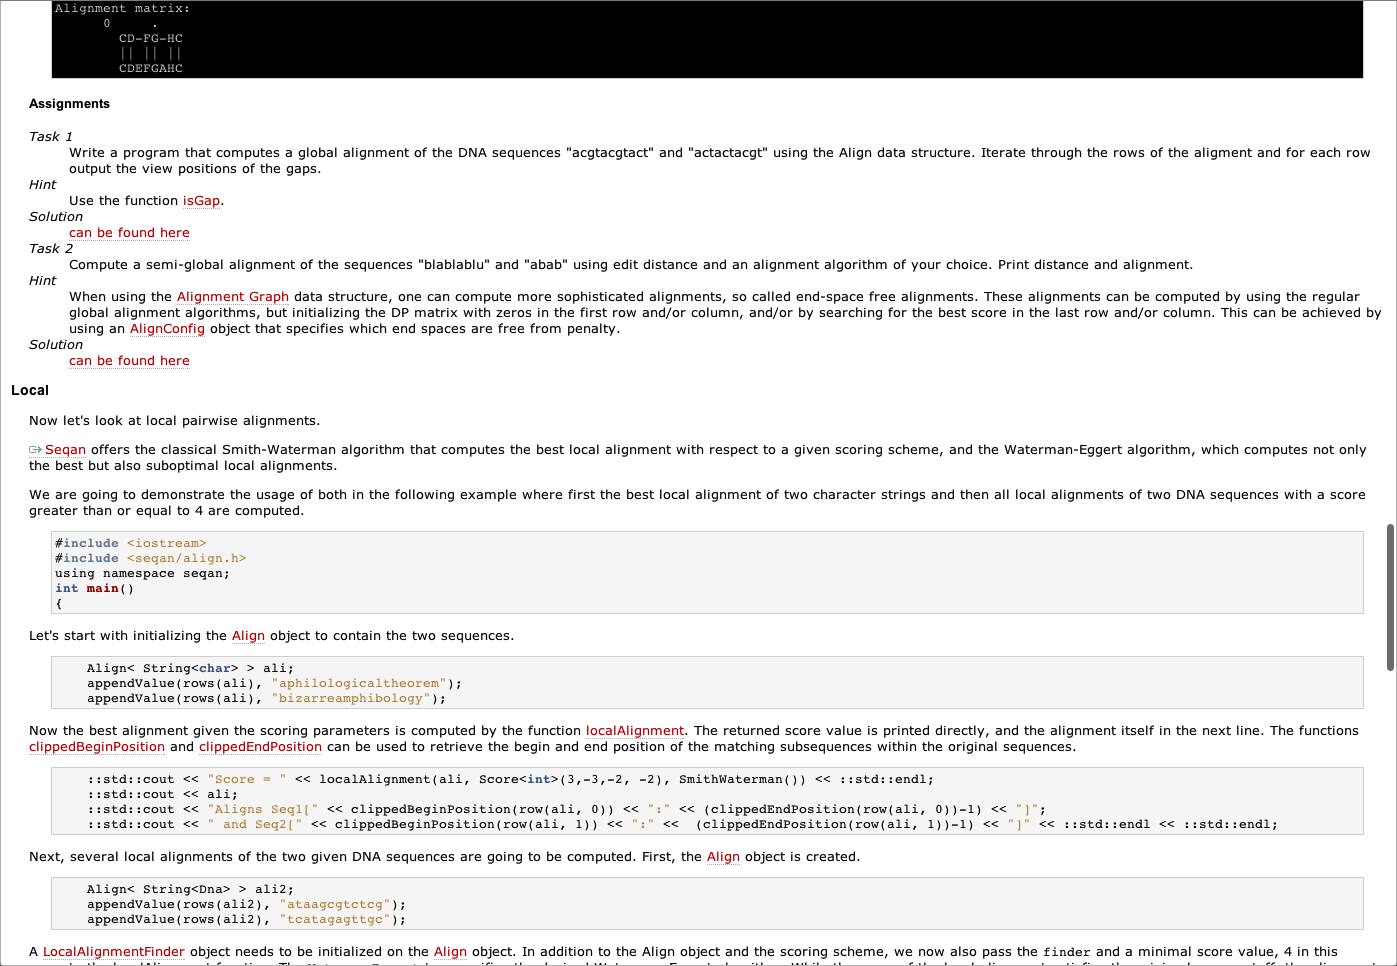 Alignment matrix:
0 .
CD-FG-HC
|| || ||
CDEFGAHC
Assignments
Task 1
Write a program that computes a global alignment of the DNA sequences "acgtacgtact" and "actactacgt" using the Align data structure. Iterate through the rows of the aligment and for each row
output the view positions of the gaps.
Hint
Use the function isGap.
Solution
can be found here
Task 2
Compute a semi-global alignment of the sequences "blablablu" and "abab" using edit distance and an alignment algorithm of your choice. Print distance and alignment.
Hint
When using the Alignment Graph data structure, one can compute more sophisticated alignments, so called end-space free alignments. These alignments can be computed by using the regular
global alignment algorithms, but initializing the DP matrix with zeros in the first row and/or column, and/or by searching for the best score in the last row and/or column. This can be achieved by
using an AlignConfig object that specifies which end spaces are free from penalty.
Solution
can be found here
Local
Now let's look at local pairwise alignments.
Seqan offers the classical Smith-Waterman algorithm that computes the best local alignment with respect to a given scoring scheme, and the Waterman-Eggert algorithm, which computes not only
the best but also suboptimal local alignments.
We are going to demonstrate the usage of both in the following example where first the best local alignment of two character strings and then all local alignments of two DNA sequences with a score
greater than or equal to 4 are computed.
#include <iostream>
#include <seqan/align.h>
using namespace seqan;
int main()
{
Let's start with initializing the Align object to contain the two sequences.
Align< String<char> > ali;
appendValue(rows(ali), "aphilologicaltheorem");
appendValue(rows(ali), "bizarreamphibology");
Now the best alignment given the scoring parameters is computed by the function localAlignment. The returned score value is printed directly, and the alignment itself in the next line. The functions
clippedBeginPosition and clippedEndPosition can be used to retrieve the begin and end position of the matching subsequences within the original sequences.
::std::cout << "Score = " << localAlignment(ali, Score<int>(3,-3,-2, -2), SmithWaterman()) << ::std::endl;
::std::cout << ali;
::std::cout << "Aligns Seq1[" << clippedBeginPosition(row(ali, 0)) << ":" << (clippedEndPosition(row(ali, 0))-1) << "]";
::std::cout << " and Seq2[" << clippedBeginPosition(row(ali, 1)) << ":" <<  (clippedEndPosition(row(ali, 1))-1) << "]" << ::std::endl << ::std::endl;
Next, several local alignments of the two given DNA sequences are going to be computed. First, the Align object is created.
Align< String<Dna> > ali2;
appendValue(rows(ali2), "ataagcgtctcg");
appendValue(rows(ali2), "tcatagagttgc");
A LocalAlignmentFinder object needs to be initialized on the Align object. In addition to the Align object and the scoring scheme, we now also pass the finder and a minimal score value, 4 in this